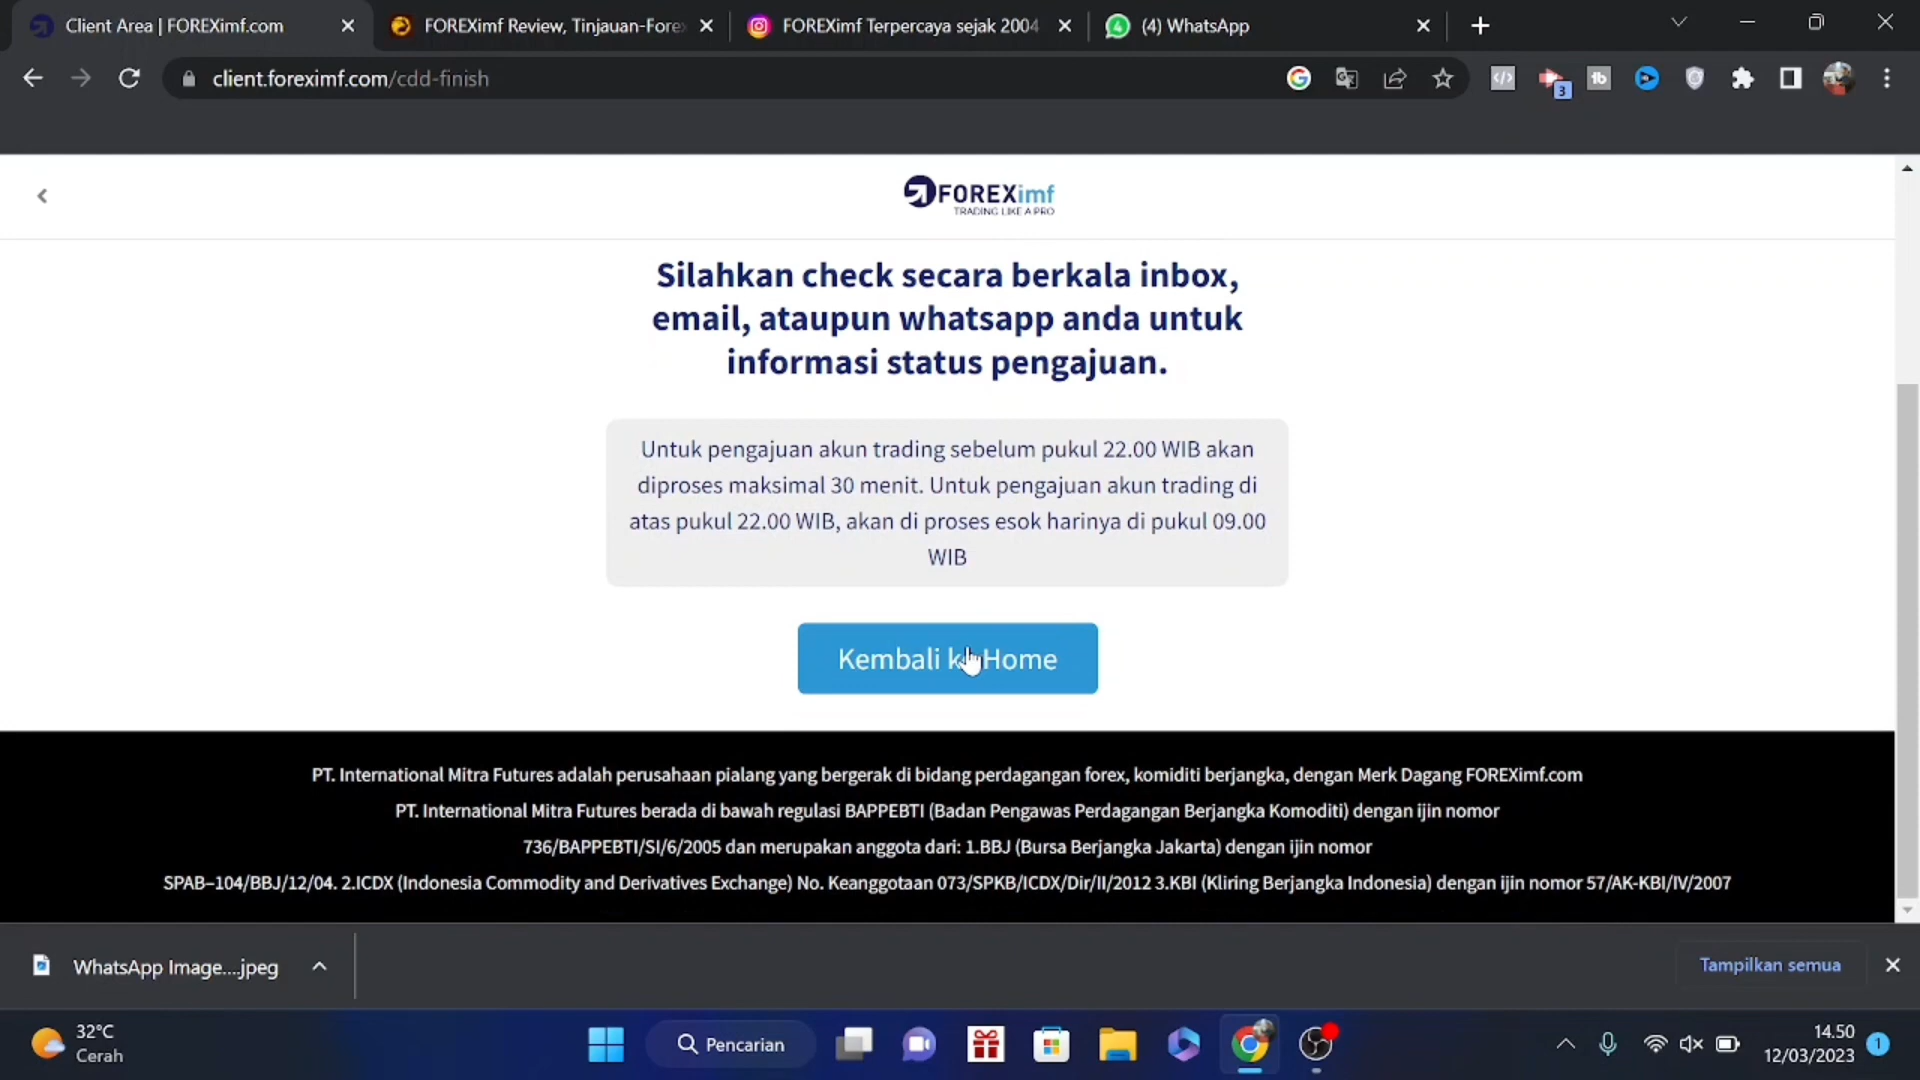 Client Area | FOREXimf.com
FOREXimf Review, Tinjauan-Fore
FOREXimf Terpercaya sejak 2004
(4) WhatsApp
client.foreximf.com/cdd-finish
3
FOREXimf
TRADING LIKE A PRO
Silahkan check secara berkala inbox,
email, ataupun whatsapp anda untuk
informasi status pengajuan.
Untuk pengajuan akun trading sebelum pukul 22.00 WIB akan
diproses maksimal 30 menit. Untuk pengajuan akun trading di
atas pukul 22.00 WIB, akan di proses esok harinya di pukul 09.00
WIB
Kembali ke Home
PT. International Mitra Futures adalah perusahaan pialang yang bergerak di bidang perdagangan forex, komiditi berjangka, dengan Merk Dagang FOREXimf.com
PT. International Mitra Futures berada di bawah regulasi BAPPEBTI (Badan Pengawas Perdagangan Berjangka Komoditi) dengan ijin nomor
736/BAPPEBTI/SI/6/2005 dan merupakan anggota dari: 1.BBJ (Bursa Berjangka Jakarta) dengan ijin nomor
SPAB–104/BBJ/12/04. 2.ICDX (Indonesia Commodity and Derivatives Exchange) No. Keanggotaan 073/SPKB/ICDX/Dir/II/2012 3.KBI (Kliring Berjangka Indonesia) dengan ijin nomor 57/AK-KBI/IV/2007
WhatsApp Image....jpeg
Tampilkan semua
32°C
Cerah
Pencarian
14.50
12/03/2023
1